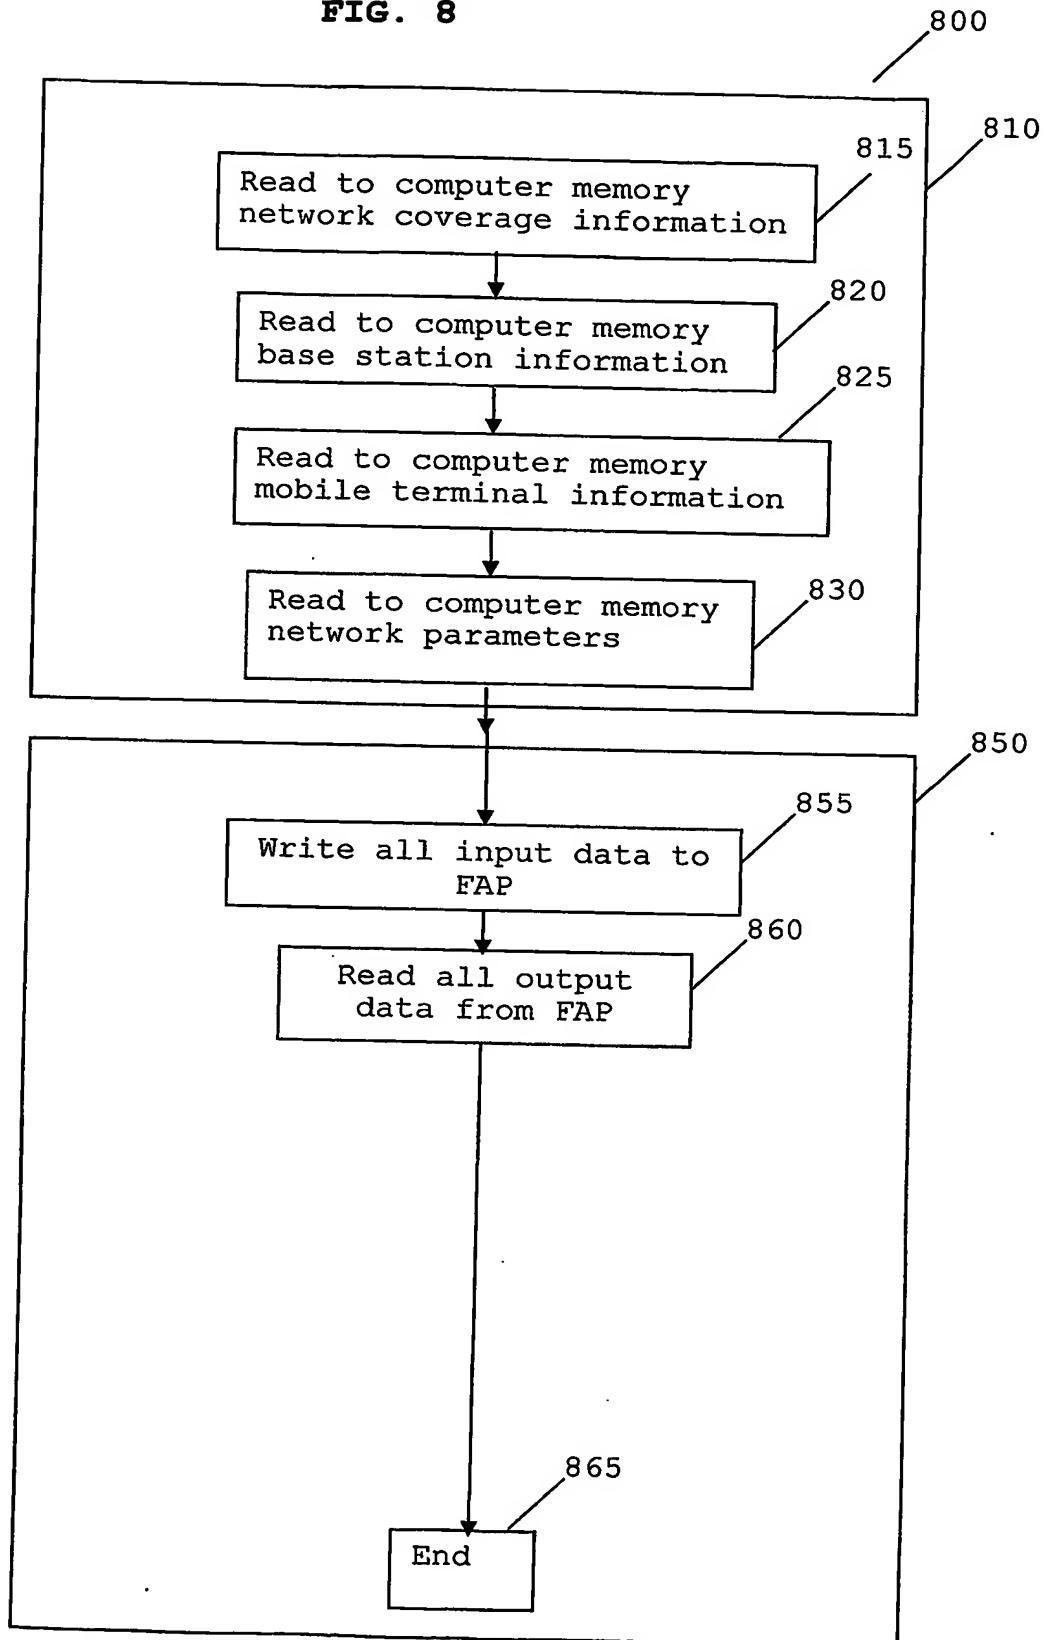 FIG. 8
800
810
815
Read to computer memory
network coverage information
820
Read to computer memory
base station information
825
Read to computer memory
mobile terminal information
830
Read to computer memory
network parameters
850
855
Write all input data to
FAP
860
Read all output
data from FAP
865
End